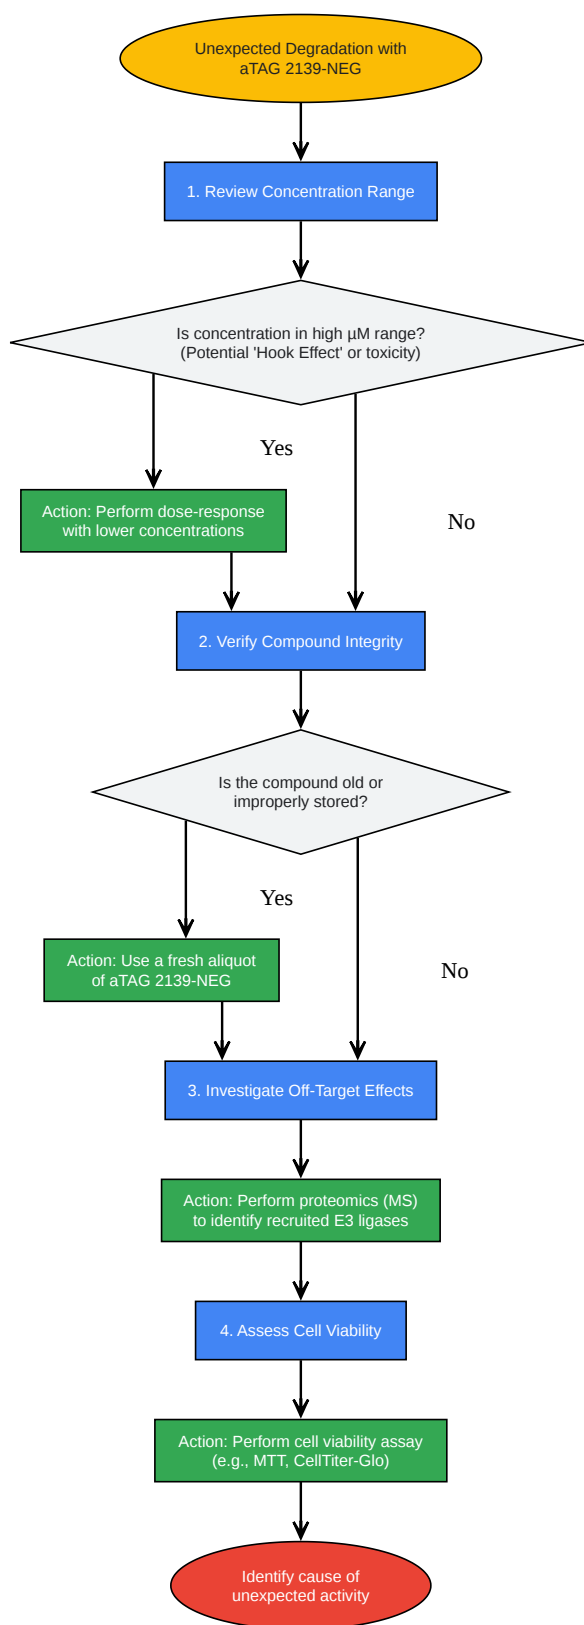 Unexpected Degradation with
aTAG 2139-NEG
1. Review Concentration Range
Is concentration in high µM range?
(Potential 'Hook Effect' or toxicity)
Yes
Action: Perform dose-response
with lower concentrations
No
2. Verify Compound Integrity
Is the compound old or
improperly stored?
Yes
Action: Use a fresh aliquot
of aTAG 2139-NEG
No
3. Investigate Off-Target Effects
Action: Perform proteomics (MS)
to identify recruited E3 ligases
4. Assess Cell Viability
Action: Perform cell viability assay
(e.g., MTT, CellTiter-Glo)
Identify cause of
unexpected activity